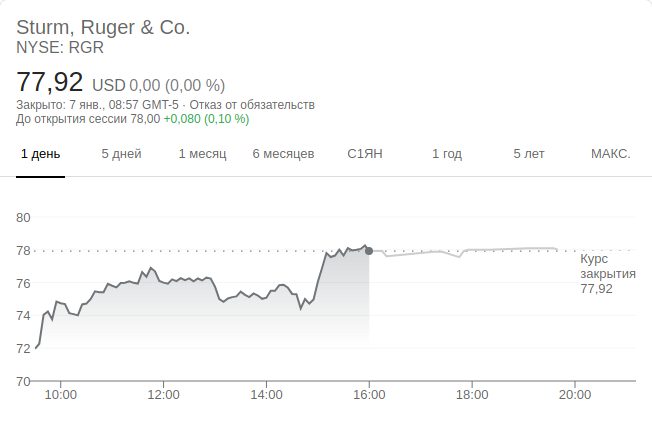 Sturm, Ruger & Co.
NYSE: RGR
77,92 USD 0,00 (0,00 %)
Закрыто: 7 янв., 08:57 GMT-5 · Отказ от обязательств
До открытия сессии 78,00 +0,080 (0,10 %)
1 день 5 дней 1 месяц 6 месяцев С1ЯН 1 год 5 лет МАКС.
80
78
76
74
72
70
Курс
закрытия
77,92
10:00 12:00 14:00 16:00 18:00 20:00